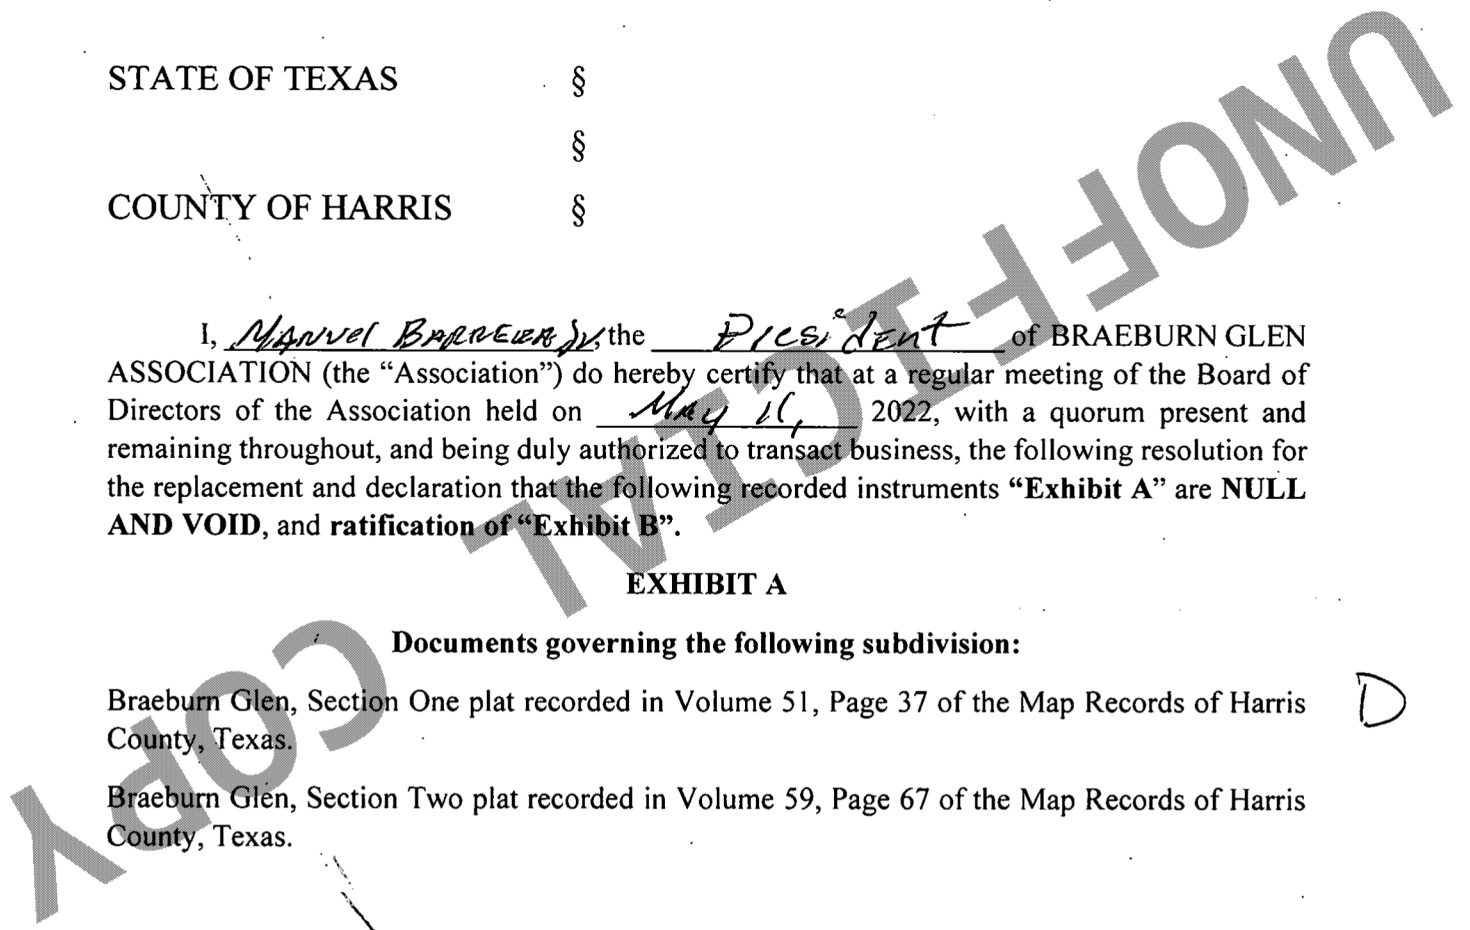 STATE OF TEXAS §
§
COUNTY OF HARRIS §
I, Manuel Barrera Jr, the President of BRAEBURN GLEN
ASSOCIATION (the “Association”) do hereby certify that at a regular meeting of the Board of
Directors of the Association held on May 11, 2022, with a quorum present and
remaining throughout, and being duly authorized to transact business, the following resolution for
the replacement and declaration that the following recorded instruments “Exhibit A” are NULL
AND VOID, and ratification of “Exhibit B”.
EXHIBIT A
Documents governing the following subdivision:
Braeburn Glen, Section One plat recorded in Volume 51, Page 37 of the Map Records of Harris
County, Texas.
D
Braeburn Glen, Section Two plat recorded in Volume 59, Page 67 of the Map Records of Harris
County, Texas.
UNOFFICIAL COPY